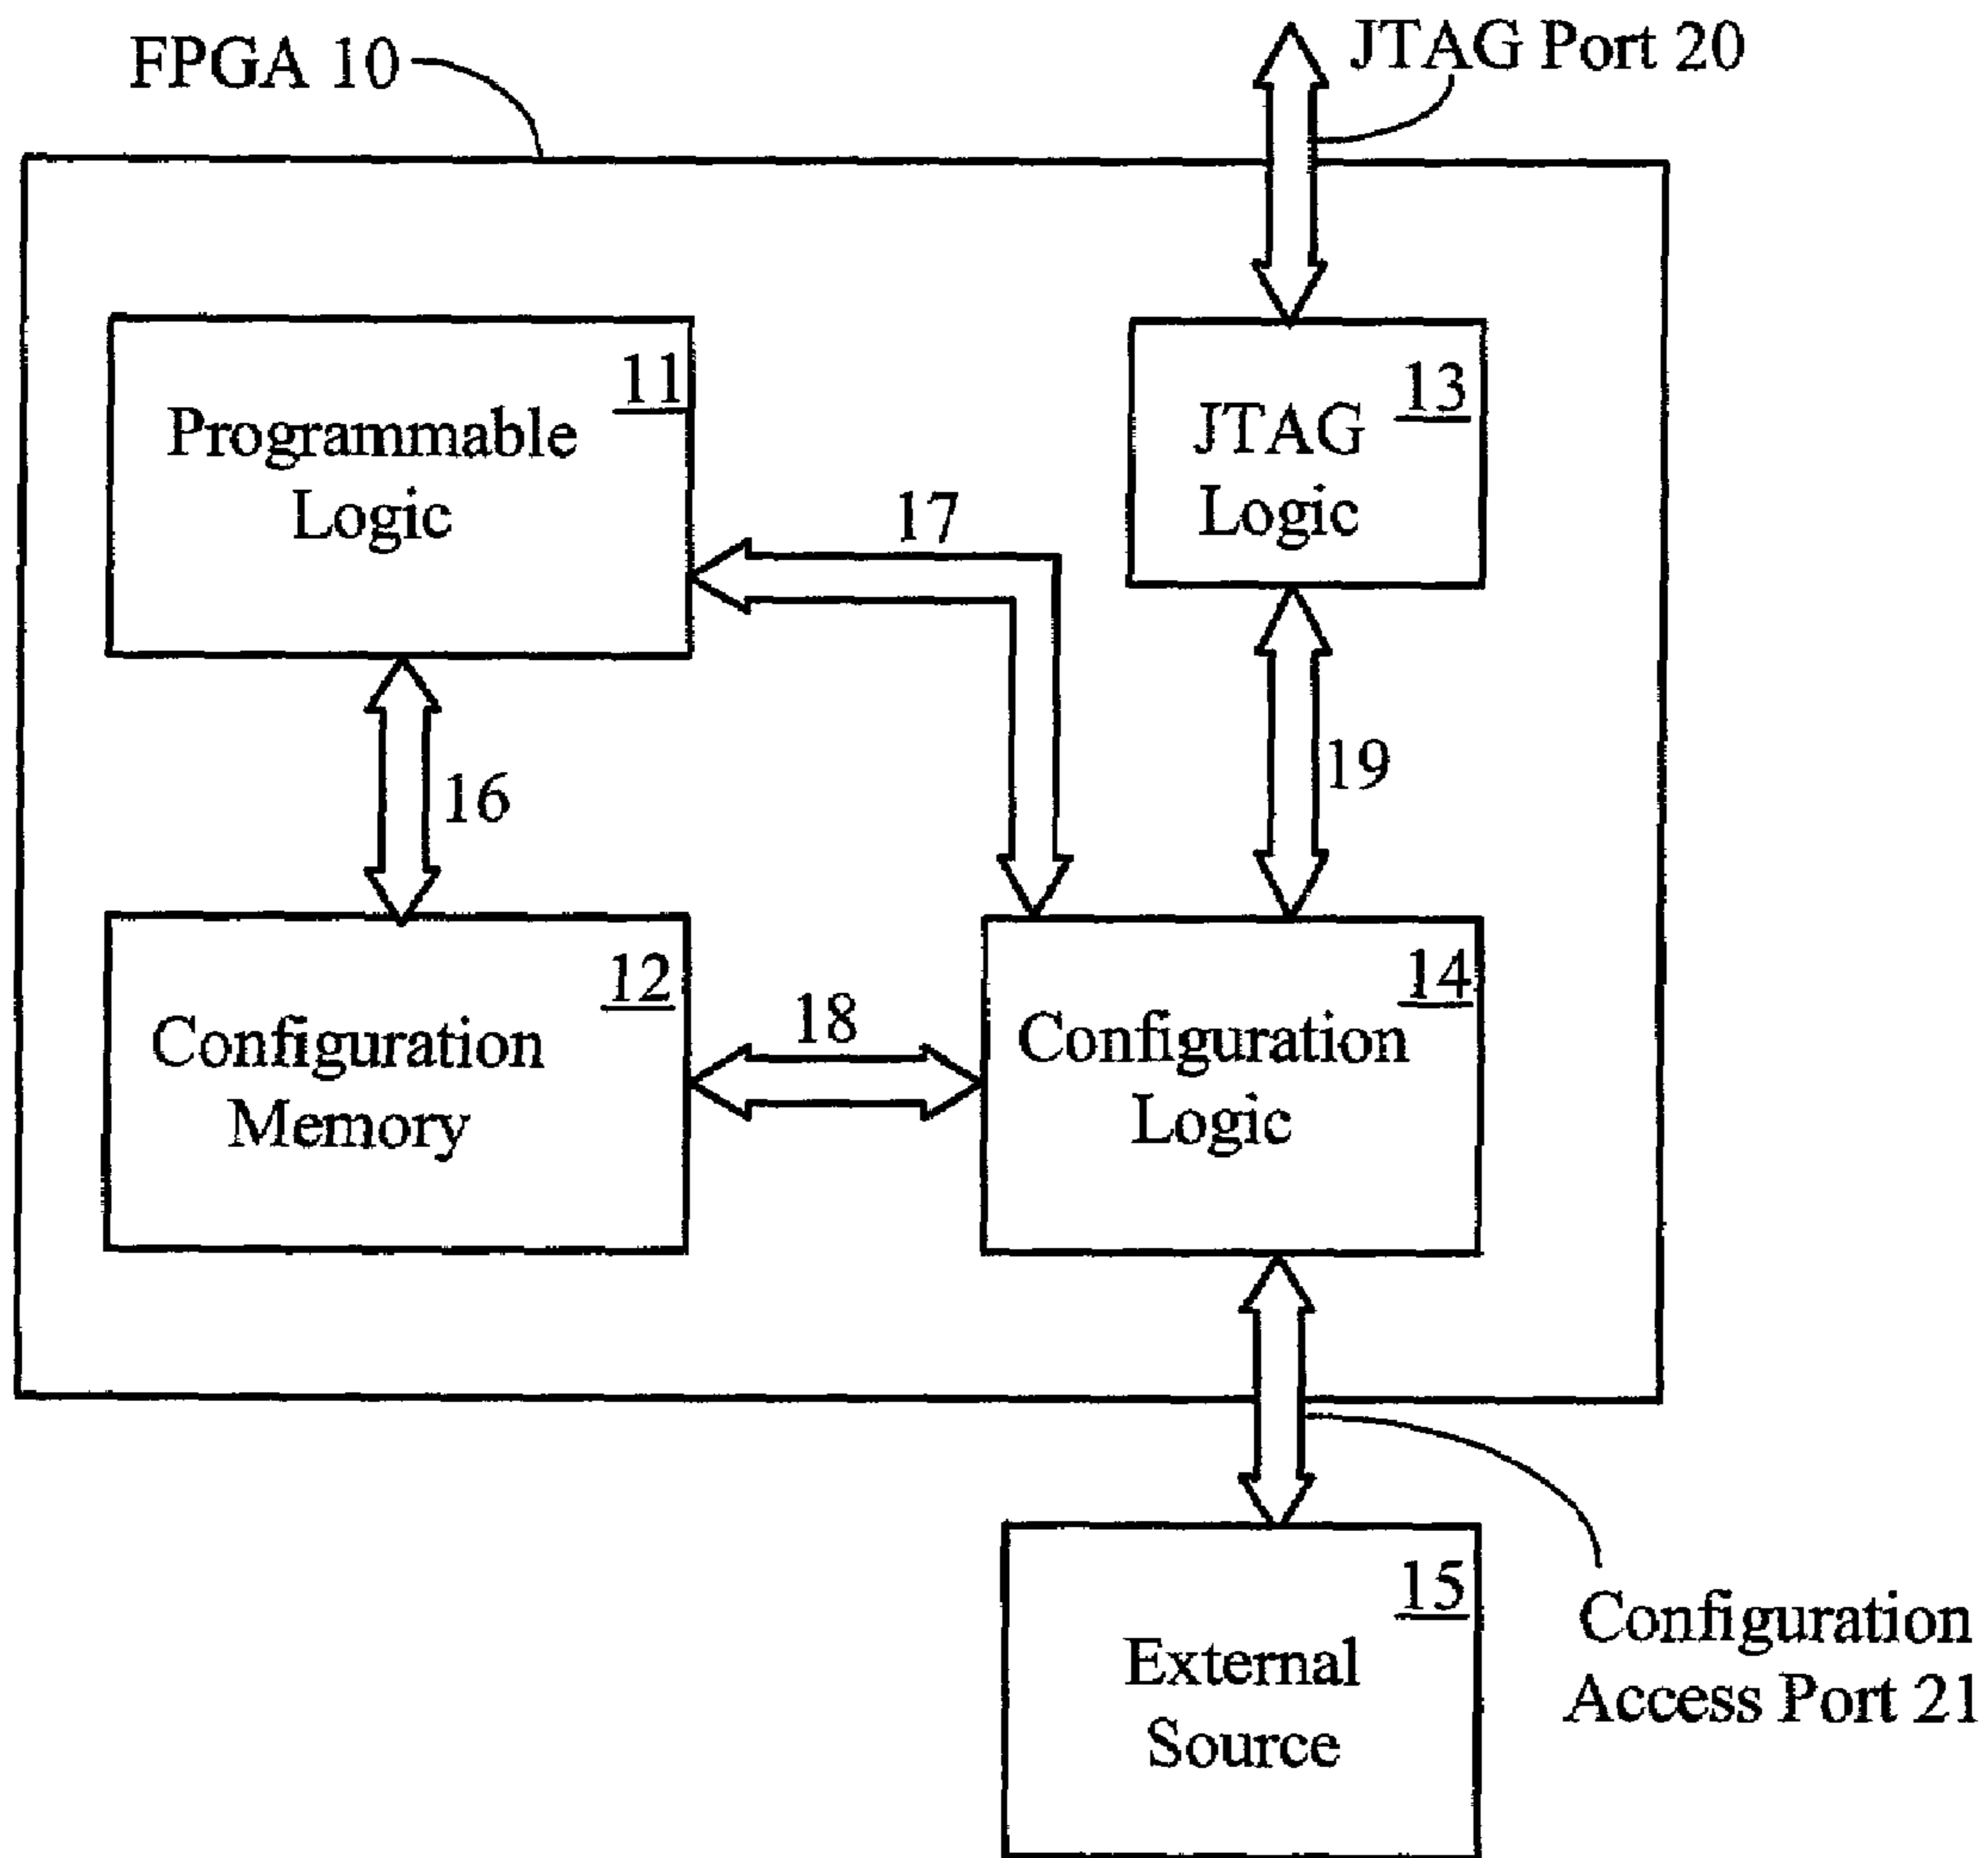 FPGA 10
JTAG Port 20
11
Programmable
Logic
13
JTAG
Logic
17
16
19
12
Configuration
Memory
18
14
Configuration
Logic
15
External
Source
Configuration
Access Port 21